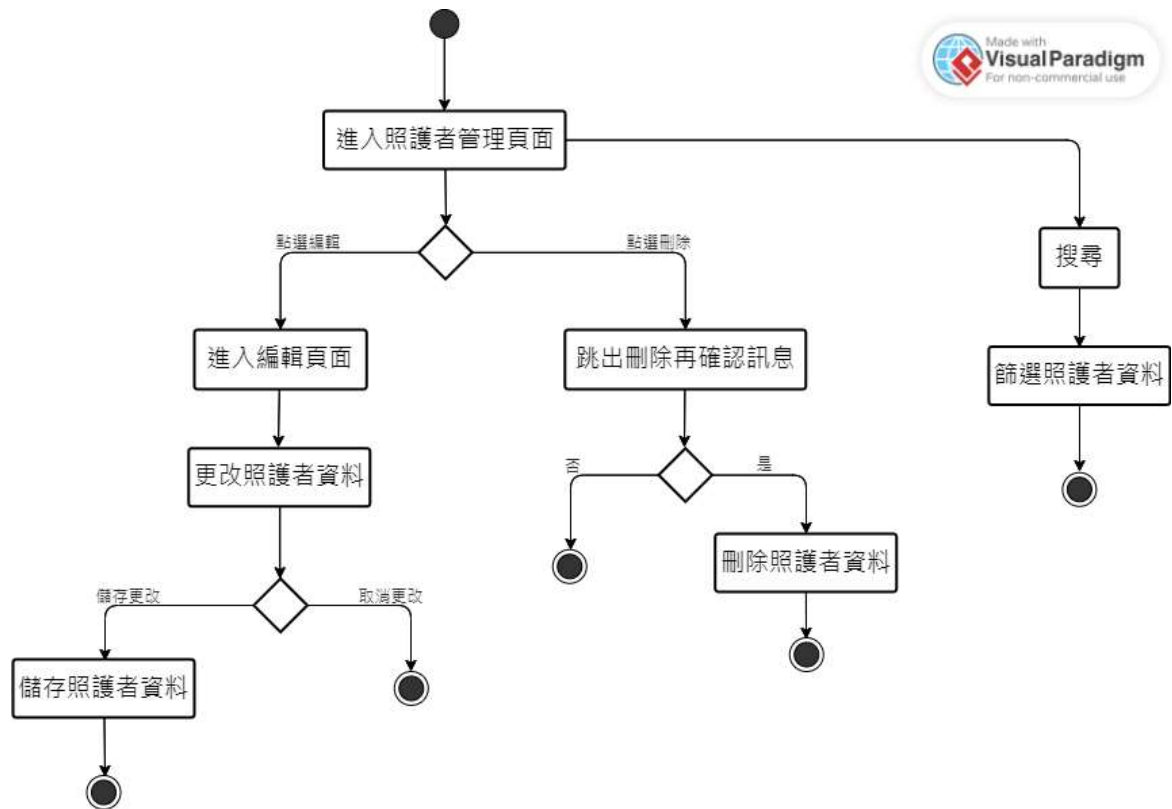 Made with
Visual Paradigm
For non-commercial use
進入照護者管理頁面
點選編輯
點選刪除
搜尋
進入編輯頁面
跳出刪除再確認訊息
篩選照護者資料
更改照護者資料
否
是
刪除照護者資料
儲存更改
取消更改
儲存照護者資料